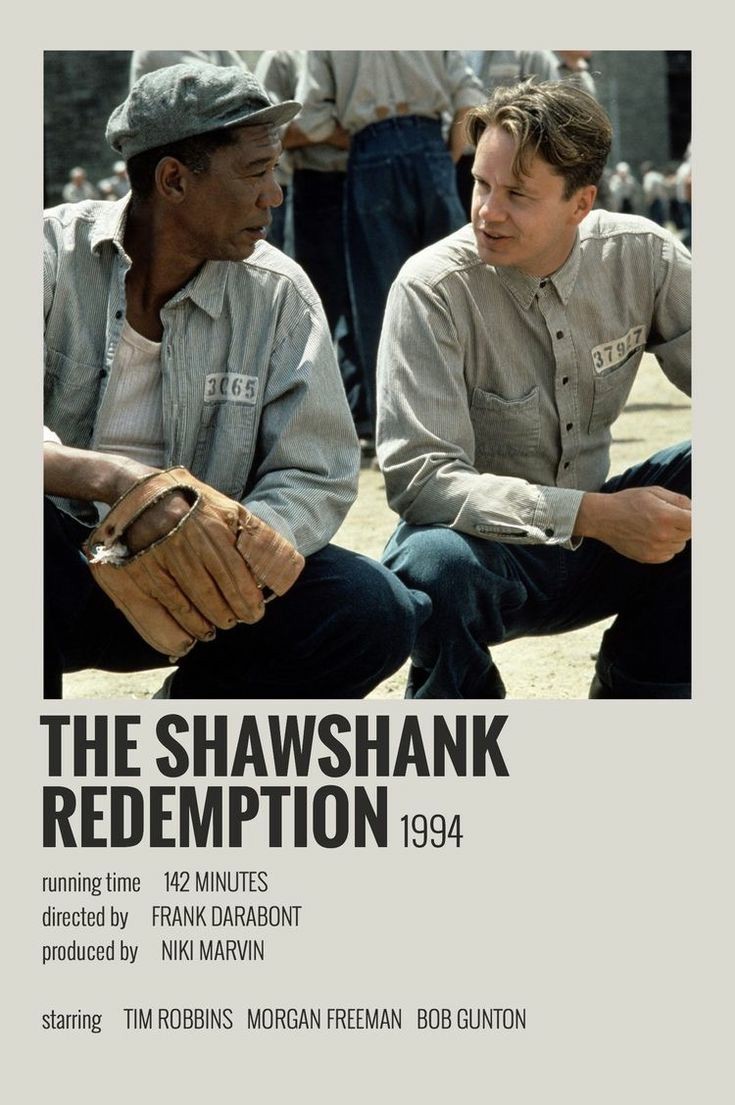 3065
37927
THE SHAWSHANK
REDEMPTION 1994
running time 142 MINUTES
directed by FRANK DARABONT
produced by NIKI MARVIN
starring TIM ROBBINS MORGAN FREEMAN BOB GUNTON